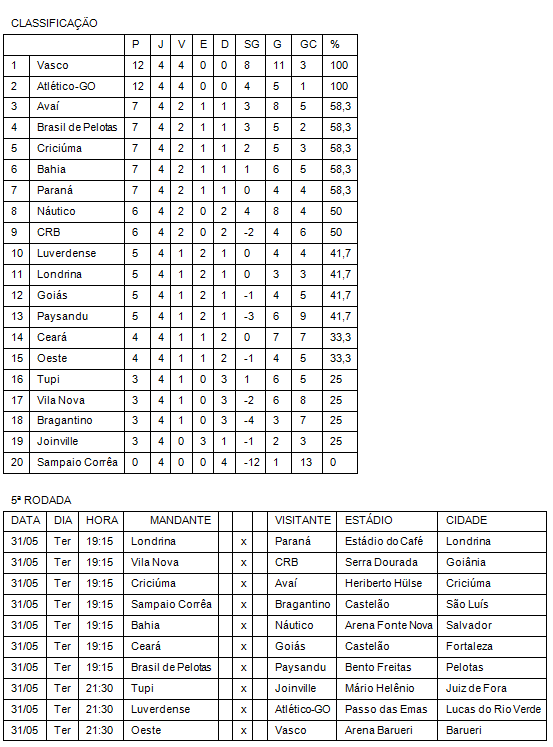 CLASSIFICAÇÃO
P J V E D SG G GC %
1 Vasco 12 4 4 0 0 8 11 3 100
2 Atlético-GO 12 4 4 0 0 4 5 1 100
3 Avaí 7 4 2 1 1 3 8 5 58,3
4 Brasil de Pelotas 7 4 2 1 1 3 5 2 58,3
5 Criciúma 7 4 2 1 1 2 5 3 58,3
6 Bahia 7 4 2 1 1 1 6 5 58,3
7 Paraná 7 4 2 1 1 0 4 4 58,3
8 Náutico 6 4 2 0 2 4 8 4 50
9 CRB 6 4 2 0 2 -2 4 6 50
10 Luverdense 5 4 1 2 1 0 4 4 41,7
11 Londrina 5 4 1 2 1 0 3 3 41,7
12 Goiás 5 4 1 2 1 -1 4 5 41,7
13 Paysandu 5 4 1 2 1 -3 6 9 41,7
14 Ceará 4 4 1 1 2 0 7 7 33,3
15 Oeste 4 4 1 1 2 -1 4 5 33,3
16 Tupi 3 4 1 0 3 1 6 5 25
17 Vila Nova 3 4 1 0 3 -2 6 8 25
18 Bragantino 3 4 1 0 3 -4 3 7 25
19 Joinville 3 4 0 3 1 -1 2 3 25
20 Sampaio Corrêa 0 4 0 0 4 -12 1 13 0
5ª RODADA
DATA DIA HORA MANDANTE VISITANTE ESTÁDIO CIDADE
31/05 Ter 19:15 Londrina x Paraná Estádio do Café Londrina
31/05 Ter 19:15 Vila Nova x CRB Serra Dourada Goiânia
31/05 Ter 19:15 Criciúma x Avaí Heriberto Hülse Criciúma
31/05 Ter 19:15 Sampaio Corrêa x Bragantino Castelão São Luís
31/05 Ter 19:15 Bahia x Náutico Arena Fonte Nova Salvador
31/05 Ter 19:15 Ceará x Goiás Castelão Fortaleza
31/05 Ter 19:15 Brasil de Pelotas x Paysandu Bento Freitas Pelotas
31/05 Ter 21:30 Tupi x Joinville Mário Helênio Juiz de Fora
31/05 Ter 21:30 Luverdense x Atlético-GO Passo das Emas Lucas do Rio Verde
31/05 Ter 21:30 Oeste x Vasco Arena Barueri Barueri